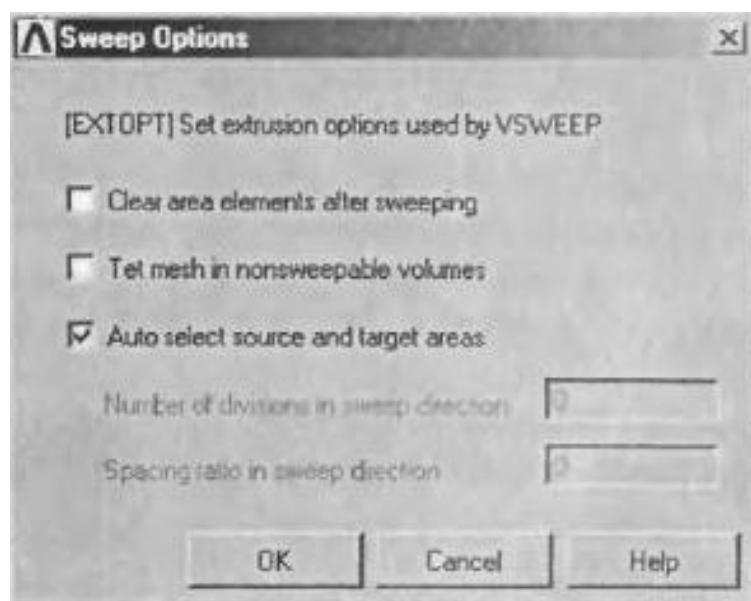 Sweep Options
[EXTOPT] Set extrusion options used by VSWEEP
Clear area elements after sweeping
Tet mesh in nonsweepable volumes
Auto select source and target areas
Number of divisions in sweep direction 0
Spacing ratio in sweep direction 0
OK Cancel Help